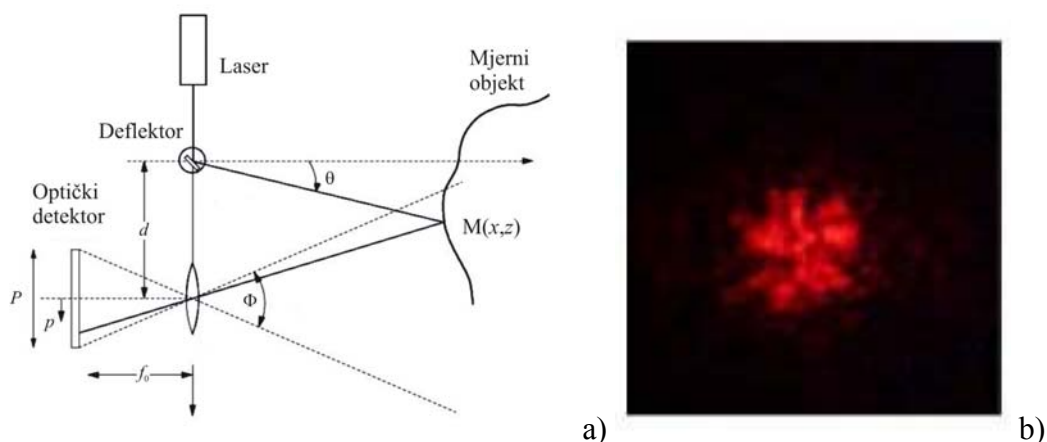 Laser
Mjerni
objekt
Deflektor
θ
Optički
detektor
d
M(x,z)
P
p
Φ
f₀
a)
b)